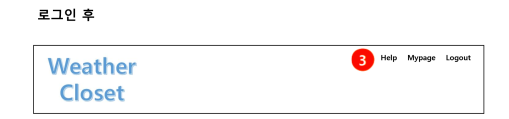 로그인 후
3 Help Mypage Logout
Weather
Closet